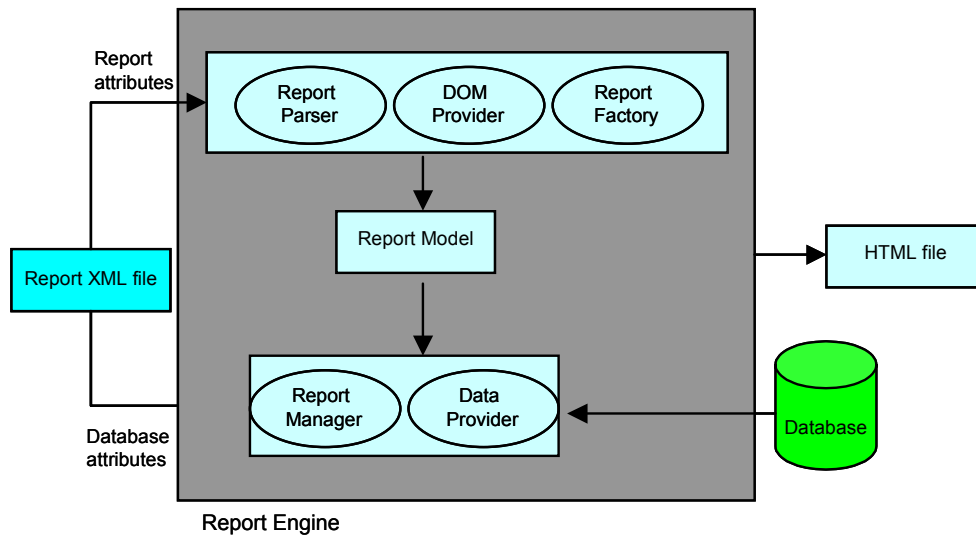 Report
attributes
Report
Parser
DOM
Provider
Report
Factory
Report Model
Report XML file
HTML file
Report
Manager
Data
Provider
Database
Database
attributes
Report Engine